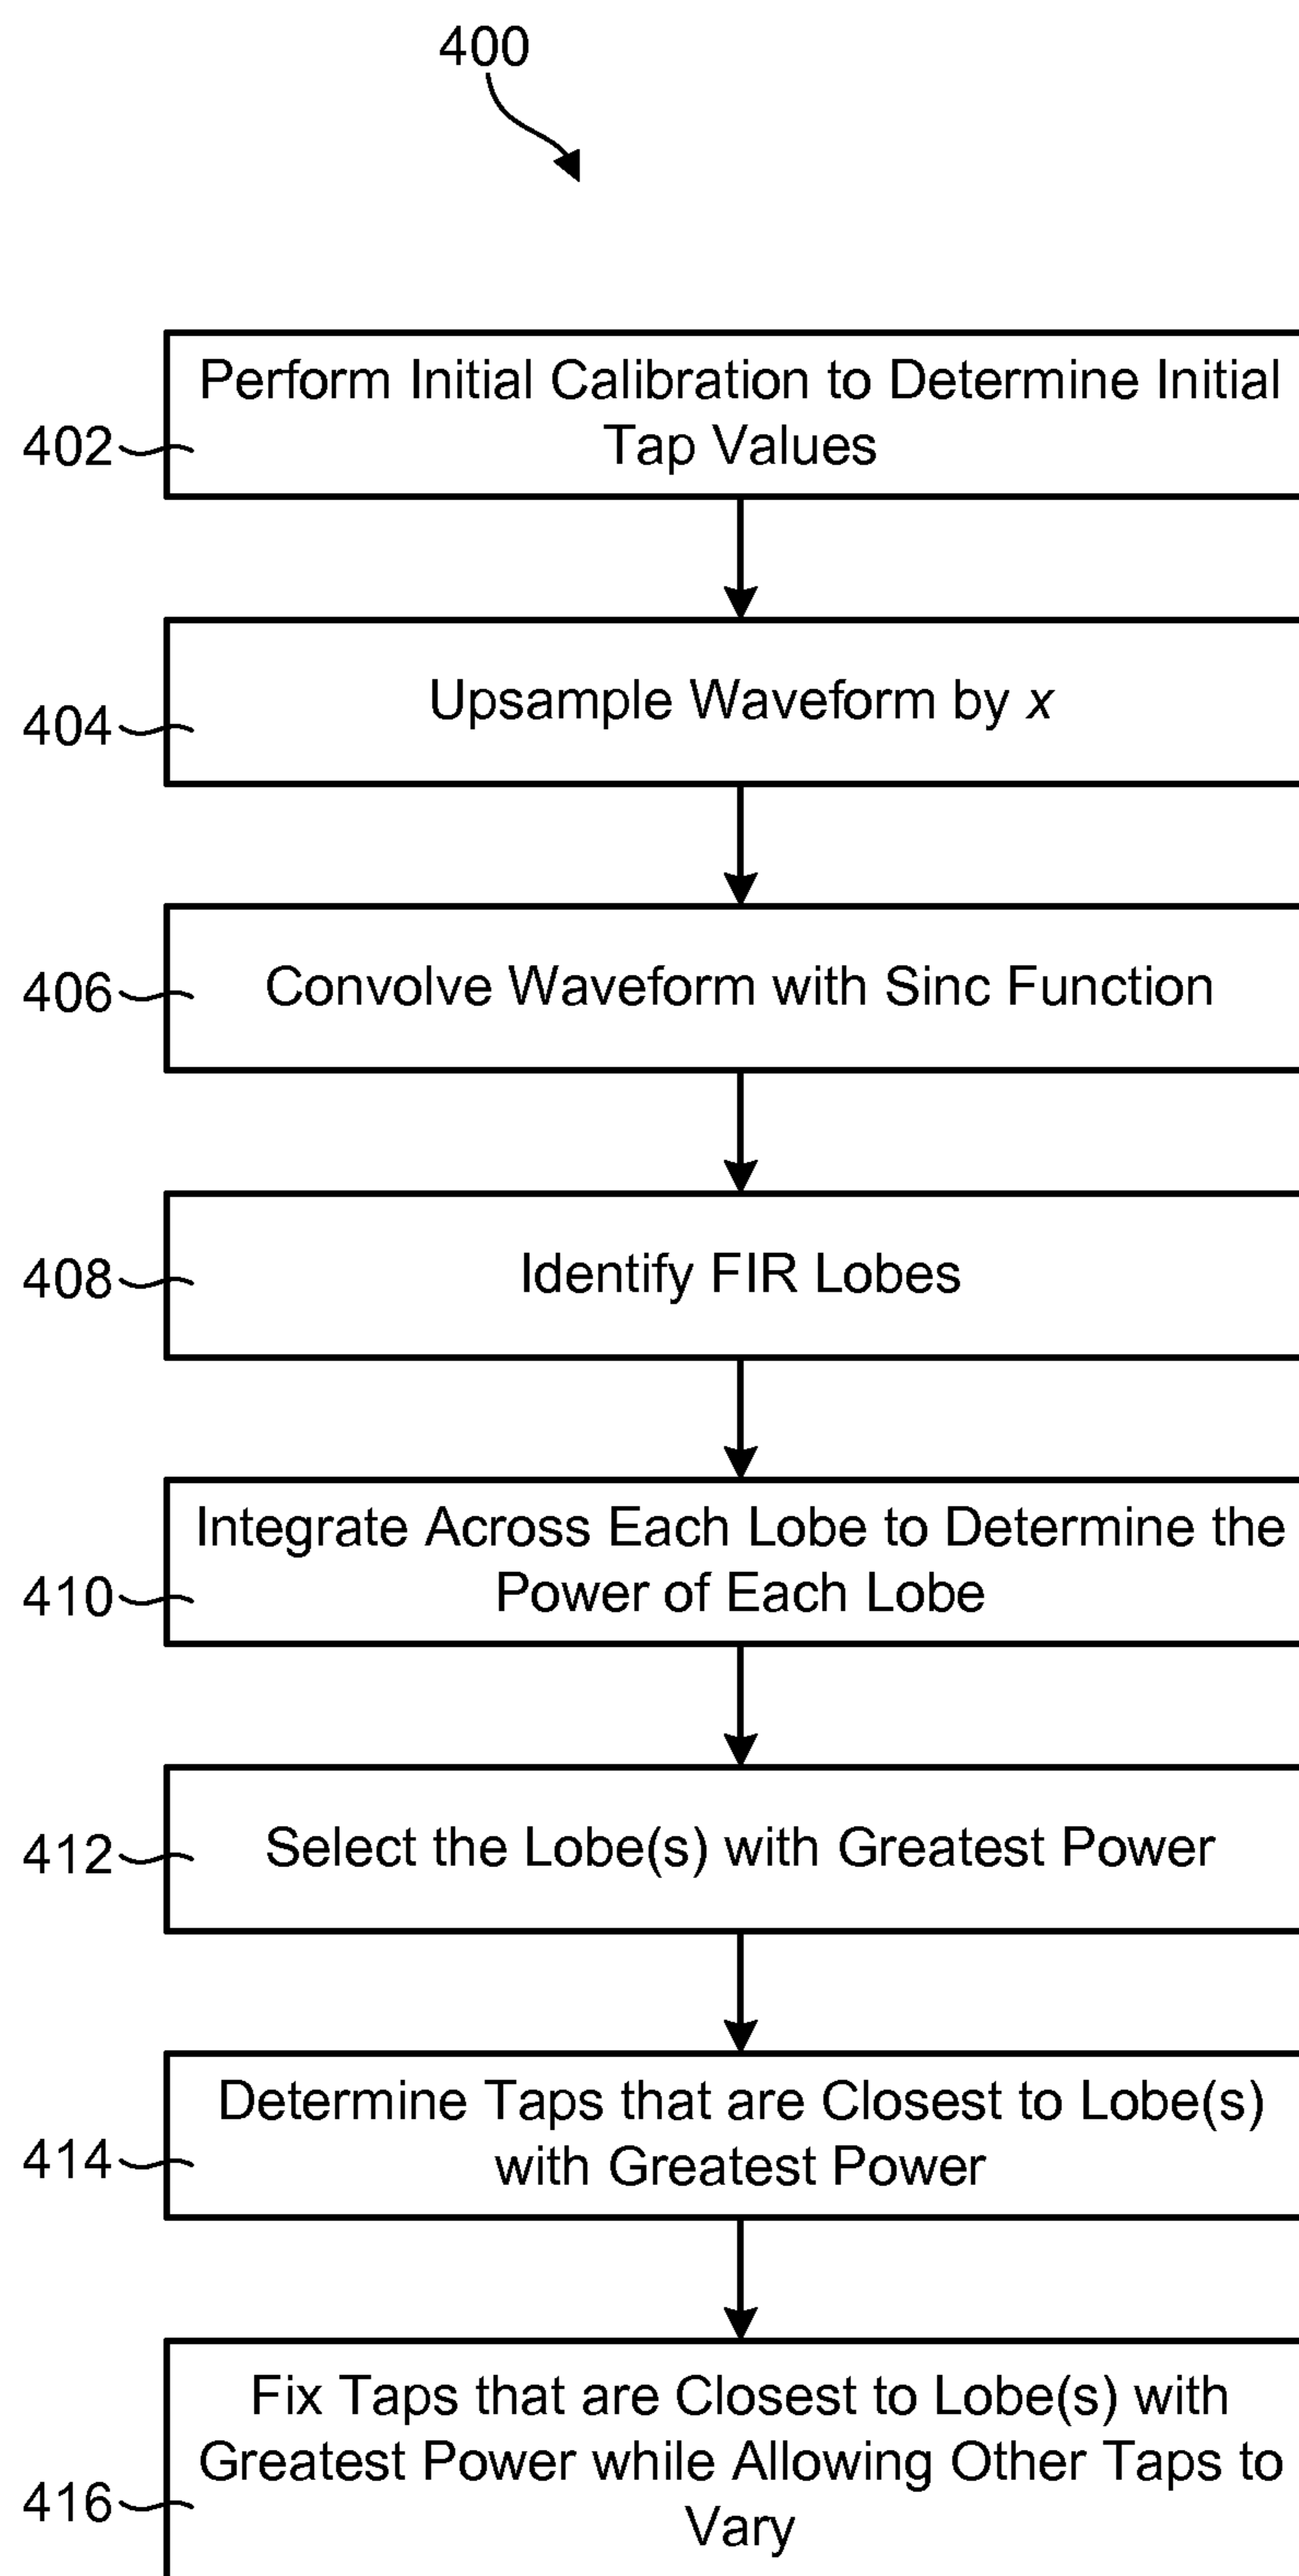 400
Perform Initial Calibration to Determine Initial
Tap Values
402
Upsample Waveform by x
404
Convolve Waveform with Sinc Function
406
Identify FIR Lobes
408
Integrate Across Each Lobe to Determine the
Power of Each Lobe
410
Select the Lobe(s) with Greatest Power
412
Determine Taps that are Closest to Lobe(s)
with Greatest Power
414
Fix Taps that are Closest to Lobe(s) with
Greatest Power while Allowing Other Taps to
Vary
416